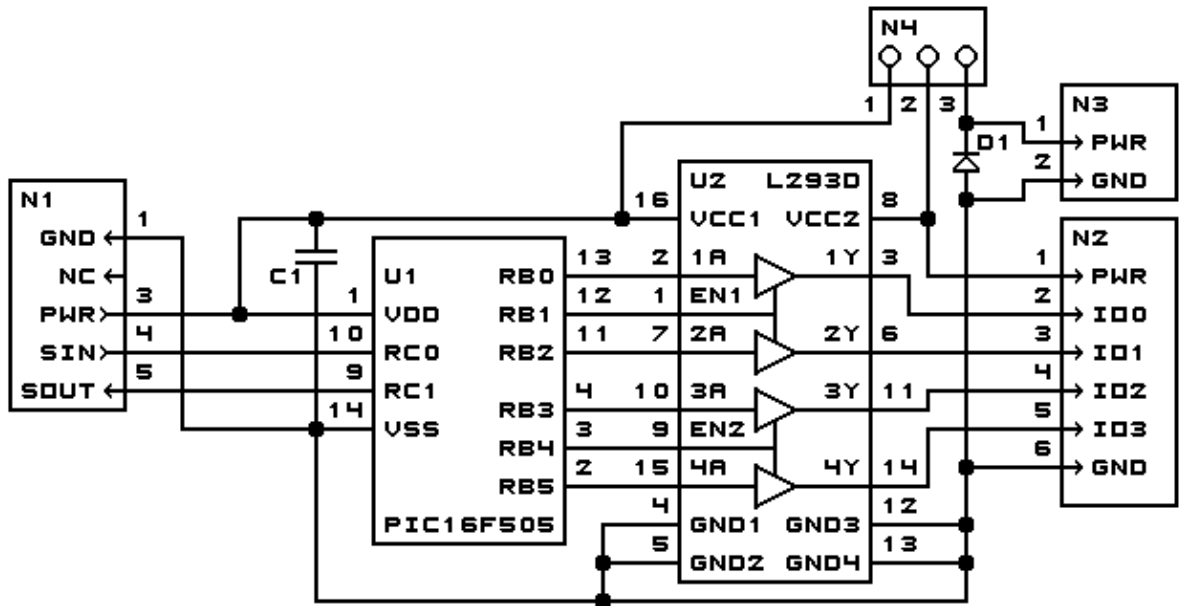 N4
1 2 3
N3
1 PWR
D1
2 GND
N1
1
GND
NC
3
PWR
4
SIN
5
SOUT
C1
U1
1 VDD
10 RC0
9 RC1
14 VSS
RB0 13
RB1 12
RB2 11
RB3 4
RB4 3
RB5 2
PIC16F505
U2 L293D
16 VCC1 VCC2 8
2 1A 1Y 3
1 EN1
7 2A 2Y 6
10 3A 3Y 11
9 EN2
15 4A 4Y 14
4 GND1 GND3 12
5 GND2 GND4 13
N2
1 PWR
2 IO0
3 IO1
4 IO2
5 IO3
6 GND